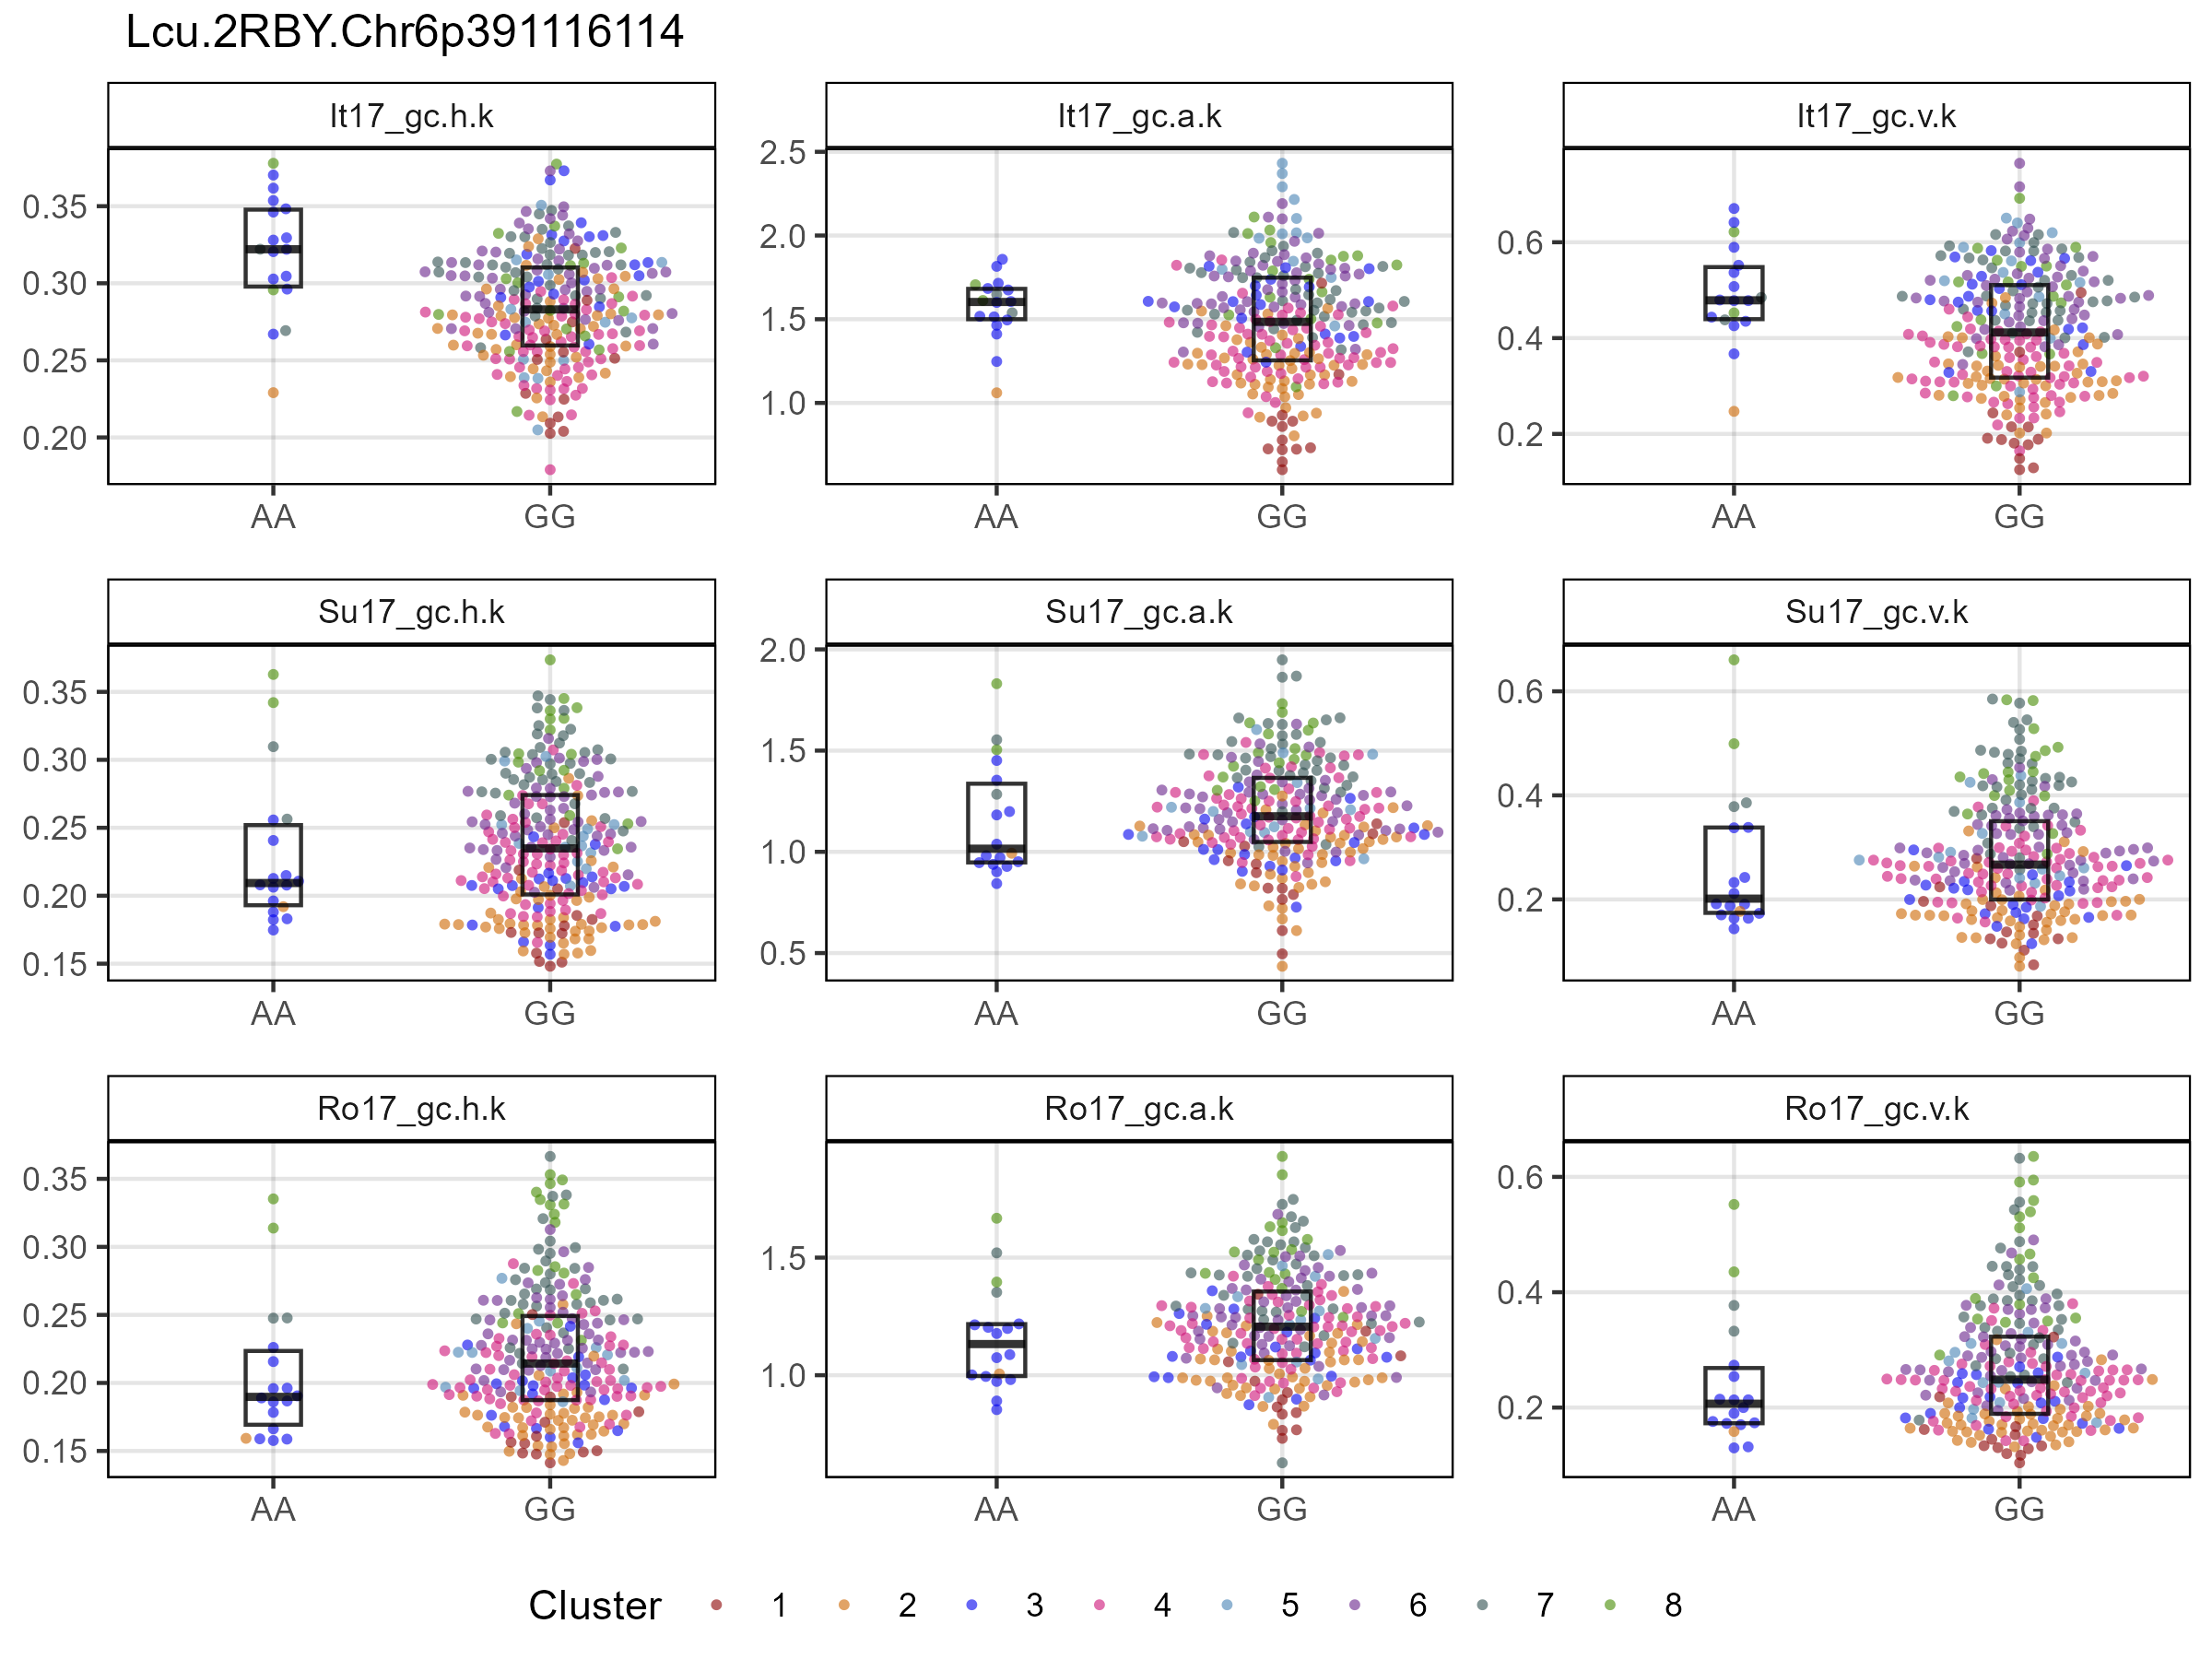 Lcu.2RBY.Chr6p391116114
It17_gc.h.k
It17_gc.a.k
It17_gc.v.k
0.35
0.30
0.25
0.20
AA GG
2.5
2.0
1.5
1.0
AA GG
0.6
0.4
0.2
AA GG
Su17_gc.h.k
Su17_gc.a.k
Su17_gc.v.k
0.35
0.30
0.25
0.20
0.15
AA GG
2.0
1.5
1.0
0.5
AA GG
0.6
0.4
0.2
AA GG
Ro17_gc.h.k
Ro17_gc.a.k
Ro17_gc.v.k
0.35
0.30
0.25
0.20
0.15
AA GG
1.5
1.0
AA GG
0.6
0.4
0.2
AA GG
Cluster 1 2 3 4 5 6 7 8